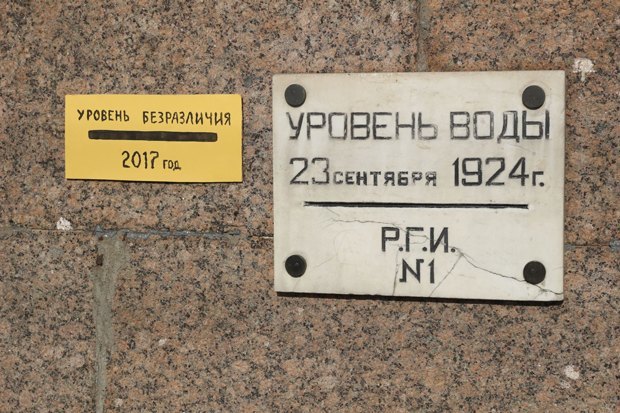 УРОВЕНЬ БЕЗРАЗЛИЧИЯ
2017 ГОД
УРОВЕНЬ ВОДЫ
23 СЕНТЯБРЯ 1924 Г.
Р.Г.И.
№1